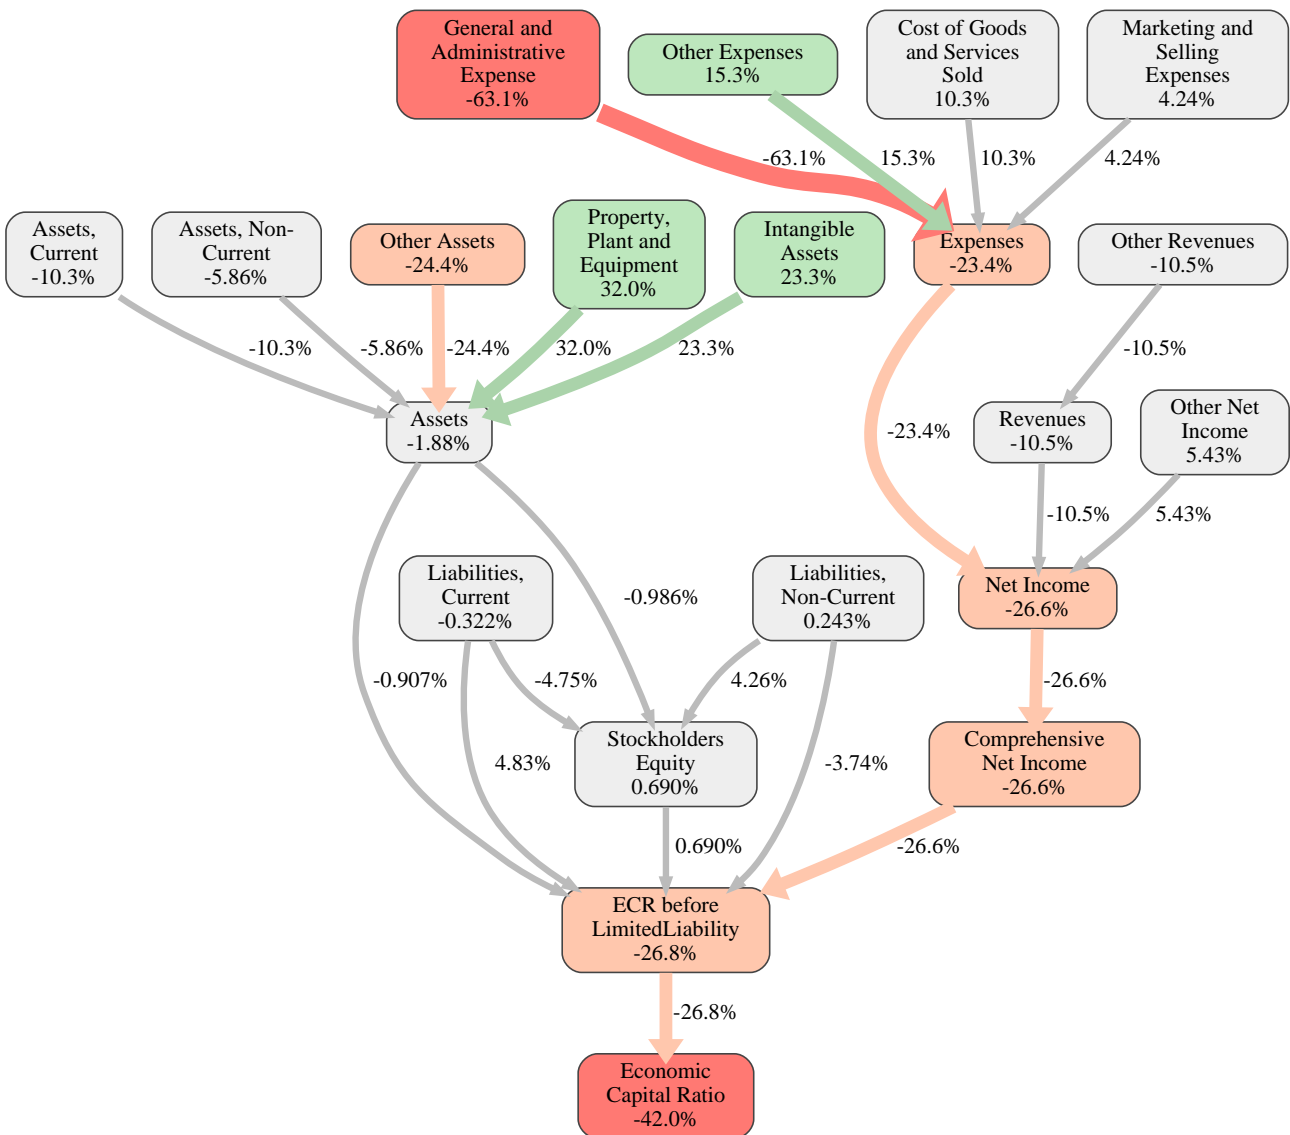 General and
Administrative
Expense
-63.1%
Other Expenses
15.3%
Cost of Goods
and Services
Sold
10.3%
Marketing and
Selling
Expenses
4.24%
-63.1%
15.3%
10.3%
4.24%
Assets,
Current
-10.3%
Assets, Non-
Current
-5.86%
Other Assets
-24.4%
Property,
Plant and
Equipment
32.0%
Intangible
Assets
23.3%
Expenses
-23.4%
Other Revenues
-10.5%
-10.3%
-5.86%
-24.4%
32.0%
23.3%
-10.5%
Assets
-1.88%
-23.4%
Revenues
-10.5%
Other Net
Income
5.43%
-10.5%
5.43%
Liabilities,
Current
-0.322%
-0.986%
Liabilities,
Non-Current
0.243%
Net Income
-26.6%
-0.907%
-4.75%
4.26%
-26.6%
4.83%
Stockholders
Equity
0.690%
-3.74%
Comprehensive
Net Income
-26.6%
0.690%
-26.6%
ECR before
LimitedLiability
-26.8%
-26.8%
Economic
Capital Ratio
-42.0%